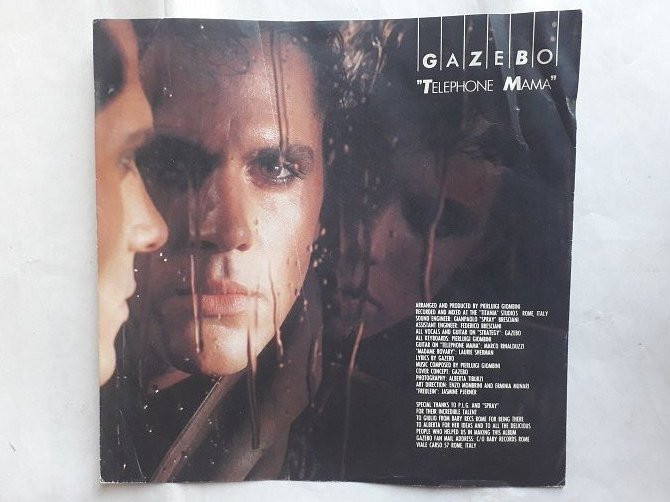 GAZEBO
"TELEPHONE MAMA"
ARRANGED AND PRODUCED BY PIERLUIGI GIOMBINI
RECORDED AND MIXED AT THE "TITANIA" STUDIOS ROME, ITALY
SOUND ENGINEER: GIANPAOLO "SPRAY" BRESCIANI
ASSISTANT ENGINEER: FEDERICO BRESCIANI
ALL VOCALS AND GUITAR ON "STRATEGY": GAZEBO
ALL KEYBOARDS: PIERLUIGI GIOMBINI
GUITAR ON "TELEPHONE MAMA": MARCO RINALDUZZI
"MADAME BOVARY": LAURIE SHERMAN
LYRICS BY GAZEBO
MUSIC COMPOSED BY PIERLUIGI GIOMBINI
COVER CONCEPT: GAZEBO
PHOTOGRAPHY: ALBERTA TIBURZI
ART DIRECTION: ENZO MOMBRINI AND ERMINIA MUNARI
"FREULEIN": JASMINE PJERNER
SPECIAL THANKS TO P.L.G. AND "SPRAY"
FOR THEIR INCREDIBLE TALENT
TO GIULIO FROM BABY RECS ROME FOR BEING THERE
TO ALBERTA FOR HER IDEAS AND TO ALL THE DELICIOUS
PEOPLE WHO HELPED US IN MAKING THIS ALBUM
GAZEBO FAN MAIL ADDRESS: C/O BABY RECORDS ROME
VIALE CARSO 57 ROME, ITALY